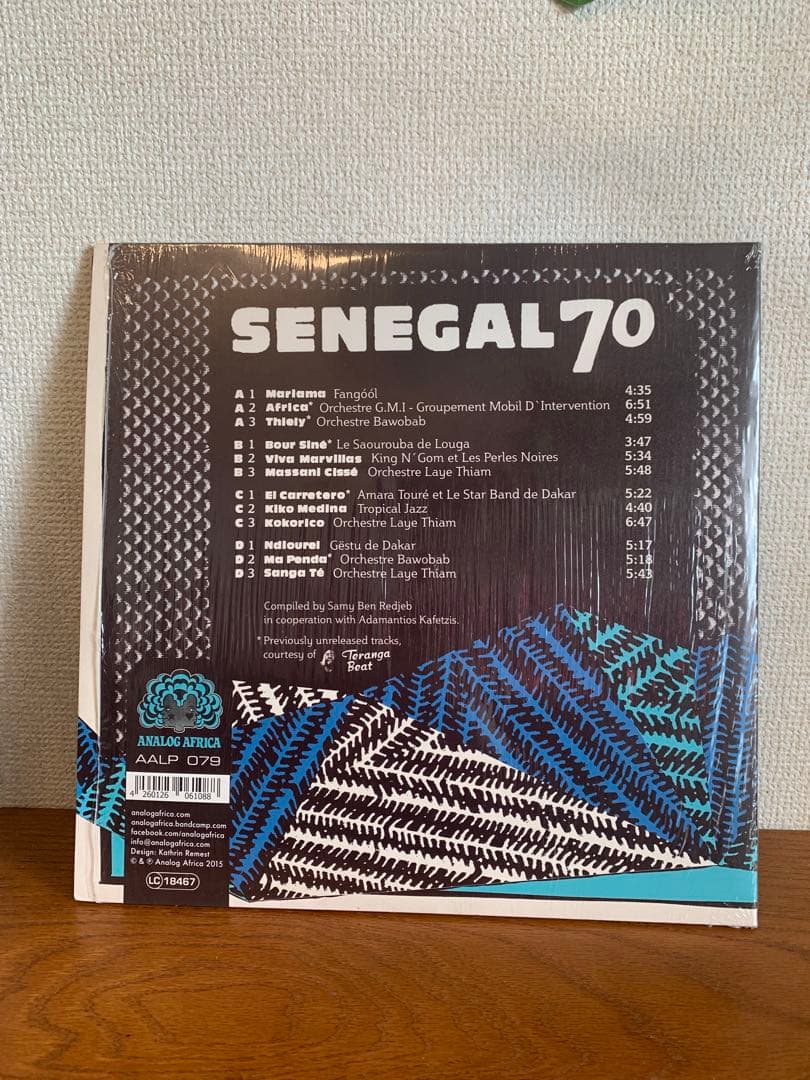 SENEGAL 70
A 1 Mariama Fangóól 4:35
A 2 Africa* Orchestre G.M.I - Groupement Mobil D`Intervention 6:51
A 3 Thiely* Orchestre Bawobab 4:59
B 1 Bour Siné* Le Saourouba de Louga 3:47
B 2 Viva Marvillas King N´Gom et Les Perles Noires 5:34
B 3 Massani Cissé Orchestre Laye Thiam 5:48
C 1 El Carretero* Amara Touré et Le Star Band de Dakar 5:22
C 2 Kiko Medina Tropical Jazz 4:40
C 3 Kokorico Orchestre Laye Thiam 6:47
D 1 Ndiourel Gëstu de Dakar 5:17
D 2 Ma Penda* Orchestre Bawobab 5:18
D 3 Sanga Té Orchestre Laye Thiam 5:43
Compiled by Samy Ben Redjeb
in cooperation with Adamantios Kafetzis.
* Previously unreleased tracks,
courtesy of Teranga
Beat
ANALOG AFRICA
AALP 079
4 260126 061088
analogafrica.com
analogafrica.bandcamp.com
facebook.com/analogafrica
info@analogafrica.com
Design: Kathrin Remest
© & ℗ Analog Africa 2015
LC 18467